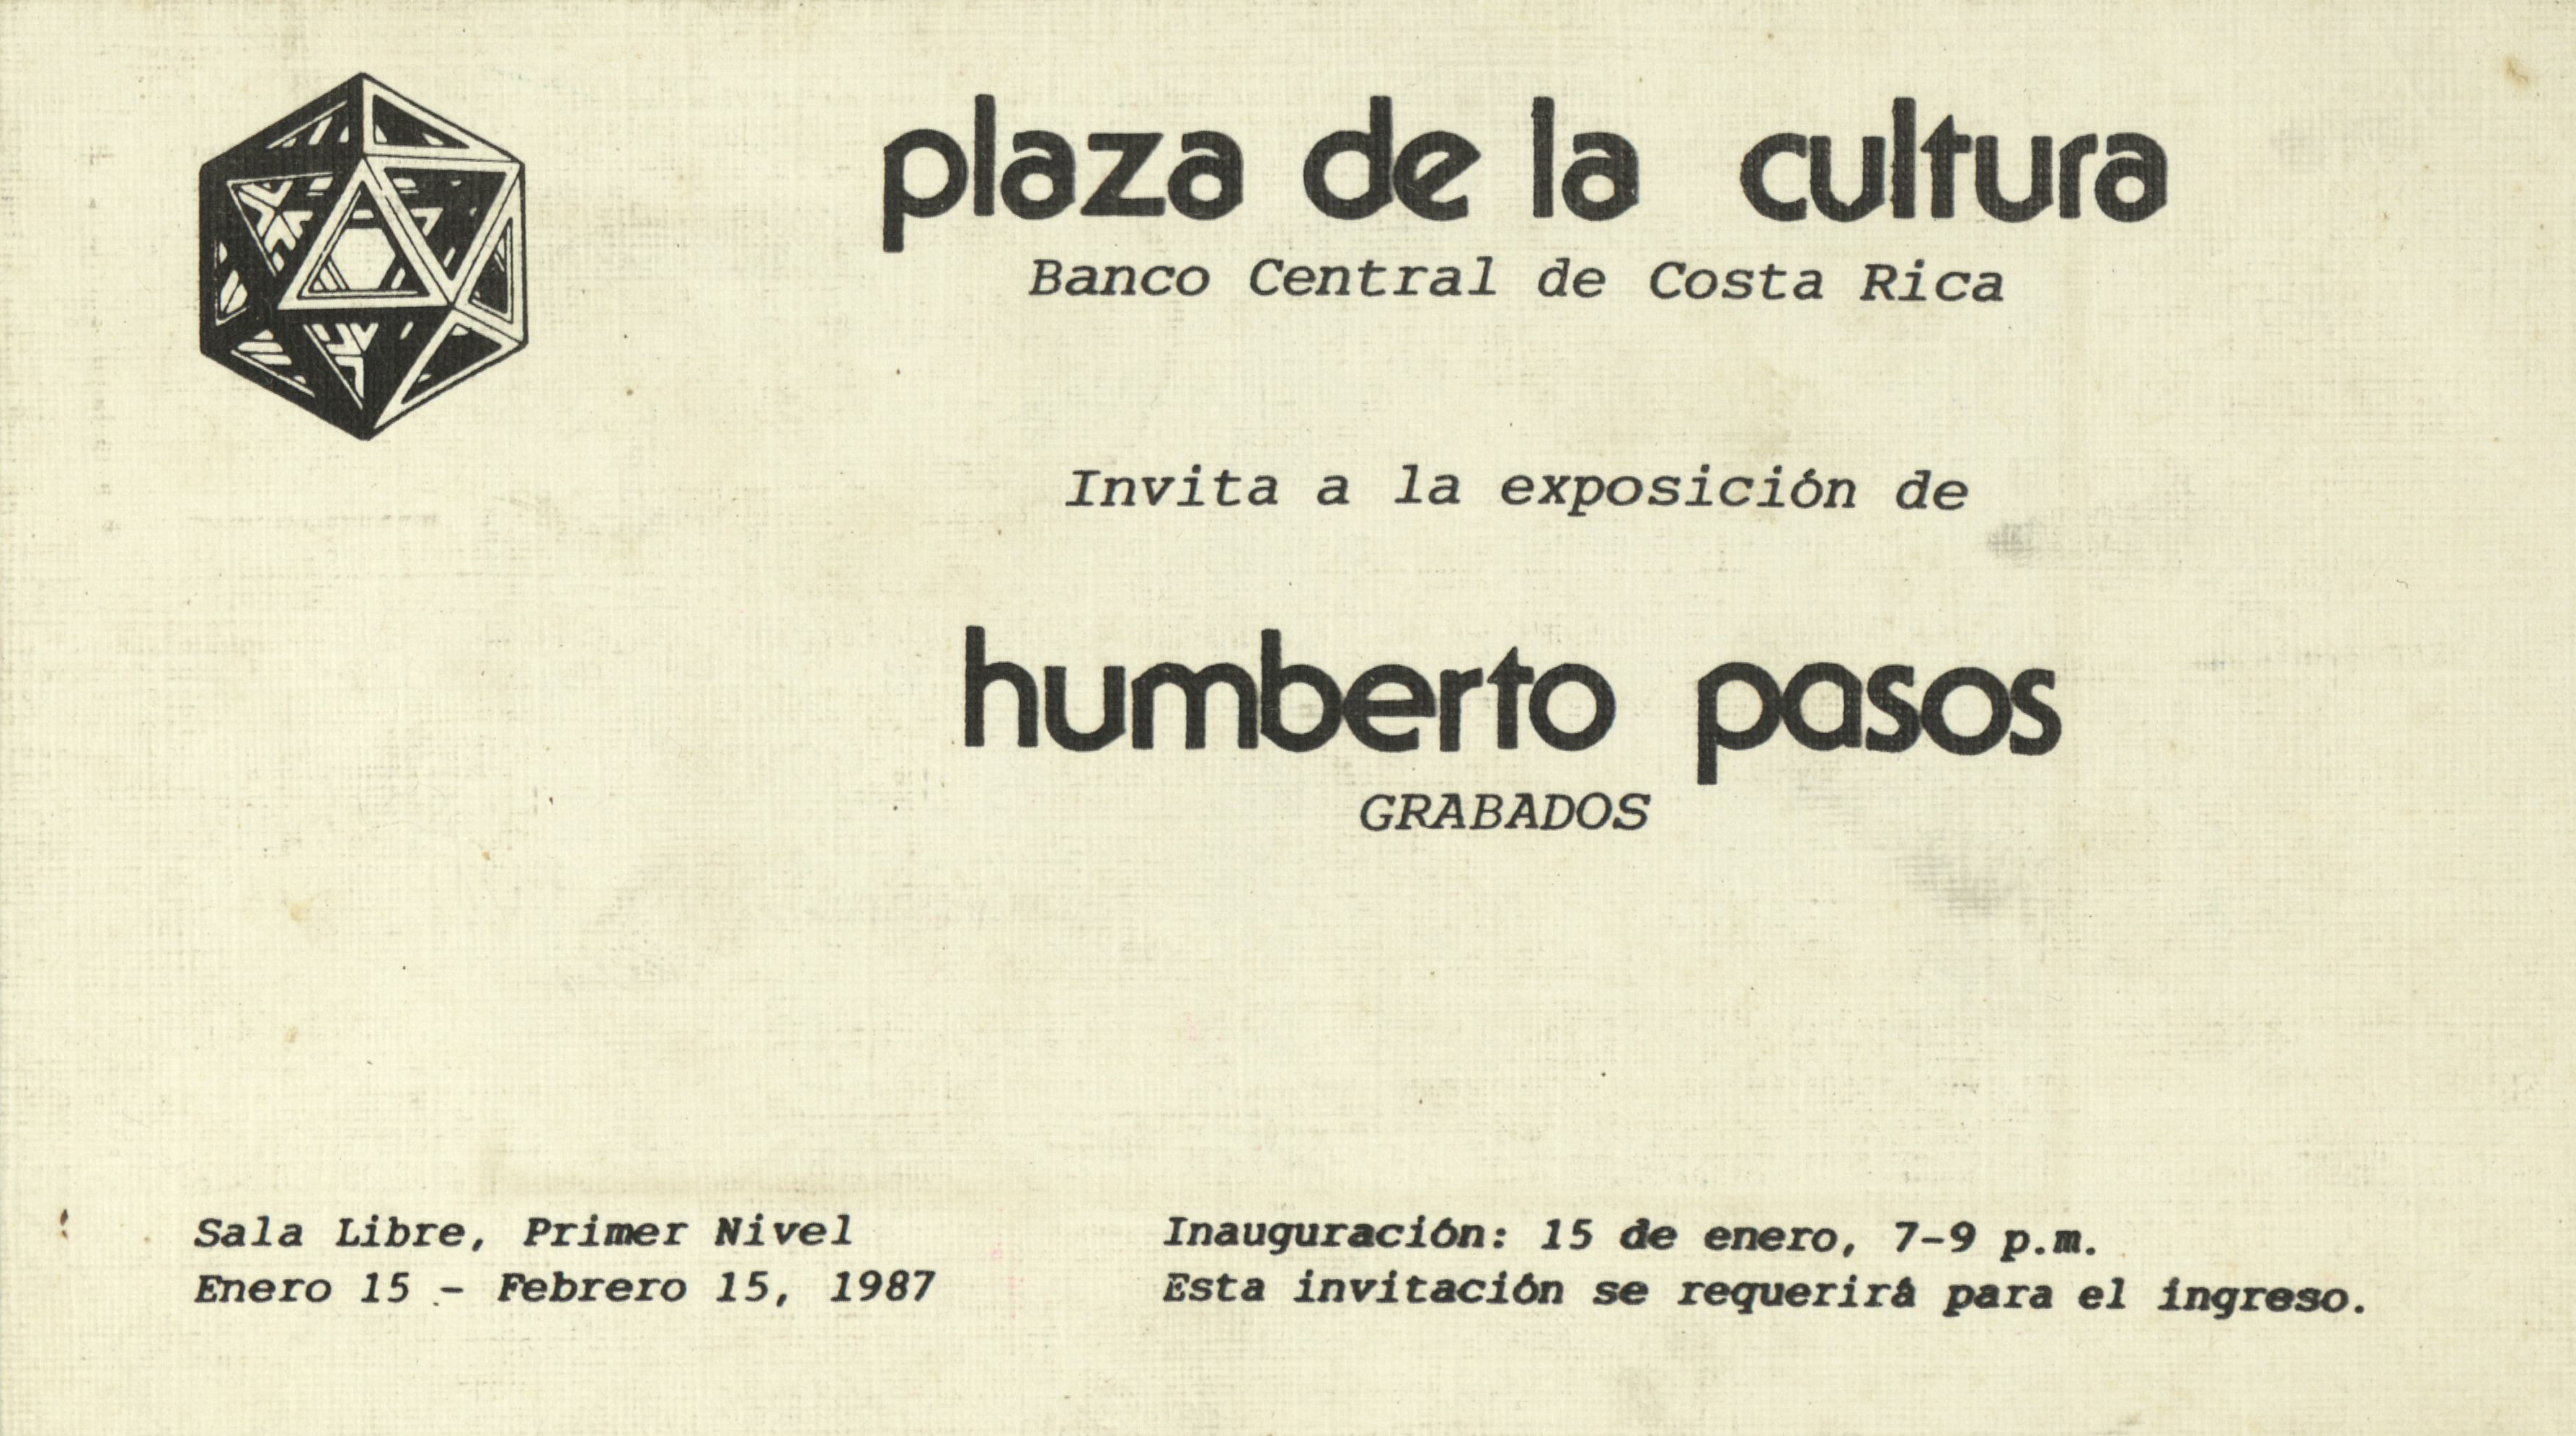 plaza de la cultura
Banco Central de Costa Rica
Invita a la exposición de
humberto pasos
GRABADOS
Sala Libre, Primer Nivel
Enero 15 - Febrero 15, 1987
Inauguración: 15 de enero, 7-9 p.m.
Esta invitación se requerirá para el ingreso.